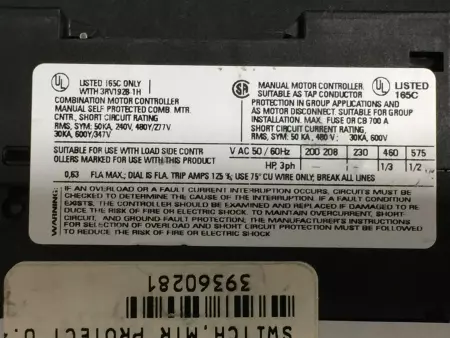 UL LISTED 165C ONLY
WITH 3RV1928-1H
COMBINATION MOTOR CONTROLLER
MANUAL SELF PROTECTED COMB. MTR.
CNTR, SHORT CIRCUIT RATING
RMS, SYM: 50KA, 240V, 480Y/277V
30KA, 600Y/347V
SA MANUAL MOTOR CONTROLLER. UL LISTED
SUITABLE AS TAP CONDUCTOR 165C
PROTECTION IN GROUP APPLICATIONS
AND AS MOTOR DISCONNECT. SUITABLE FOR GROUP
INSTALLATION. MAX. FUSE OR CB 700 A
SHORT CIRCUIT CURRENT RATING:
RMS SYM. 50 KA, 480 V; 30KA, 600V
SUITABLE FOR USE WITH LOAD SIDE CONTR
OLLERS MARKED FOR USE WITH
V AC 50 / 60Hz 200 208 230 460 575
HP, 3ph 1/3 1/2
0,63 FLA MAX.; DIAL IS FLA. TRIP AMPS 125 %; USE 75° CU WIRE ONLY; BREAK ALL LINES
WARNING:
IF AN OVERLOAD OR A FAULT CURRENT INTERRUPTION OCCURS, CIRCUITS MUST BE
CHECKED TO DETERMINE THE CAUSE OF THE INTERRUPTION. IF A FAULT CONDITION
EXISTS, THE CONTROLLER SHOULD BE EXAMINED AND REPLACED IF DAMAGED TO RE
DUCE THE RISK OF FIRE OR ELECTRIC SHOCK. TO MAINTAIN OVERLOAD, SHORT-
CIRCUIT, AND GROUND FAULT PROTECTION, THE MANUFACTURERS INSTRUCTIONS
FOR SELECTION OF OVERLOAD AND SHORT CIRCUIT PROTECTION MUST BE FOLLOWED
TO REDUCE THE RISK OF FIRE OR ELECTRIC SHOCK
39360281
SWITCH,MTR PROTECT 0.4